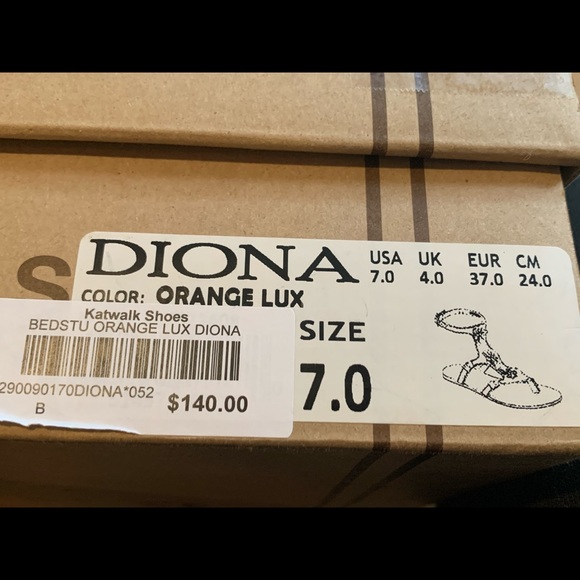 S
DIONA
USA UK EUR CM
7.0 4.0 37.0 24.0
COLOR: ORANGE LUX
SIZE
7.0
Katwalk Shoes
BEDSTU ORANGE LUX DIONA
290090170DIONA*052
B
$140.00